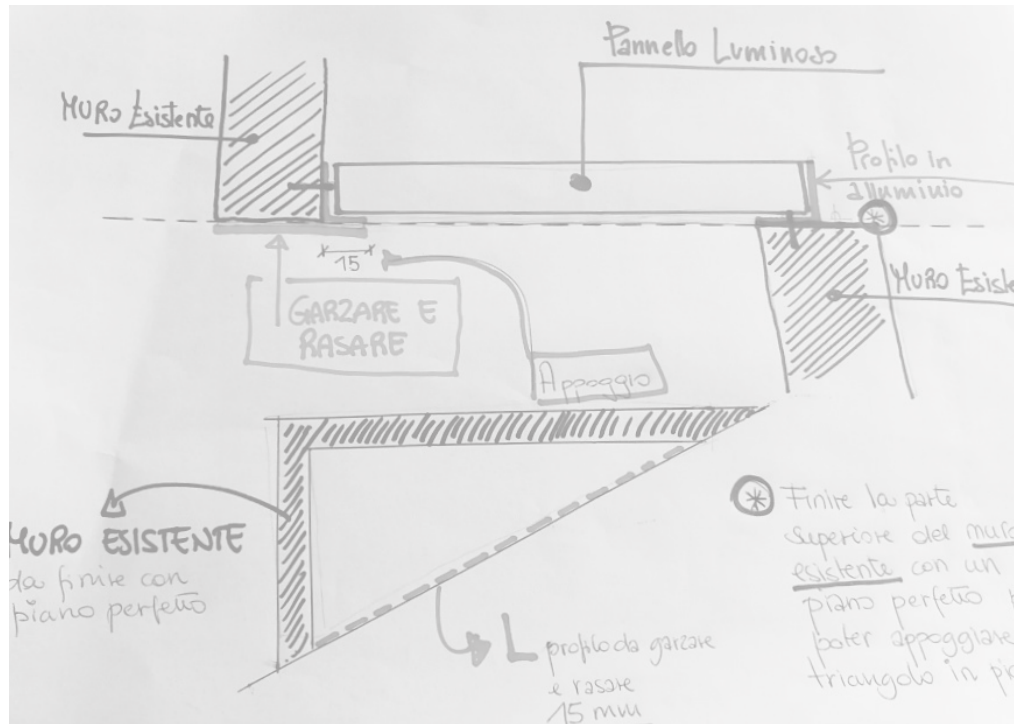 Pannello Luminoso
MURO Esistente
Profilo in
alluminio
15
GARZARE E
RASARE
Appoggio
MURO Esiste
MURO ESISTENTE
da finire con
piano perfetto
Finire la parte
superiore del muro
esistente con un
piano perfetto
poter appoggiare
triangolo in
L profilo da garzare
e rasare
15 mm